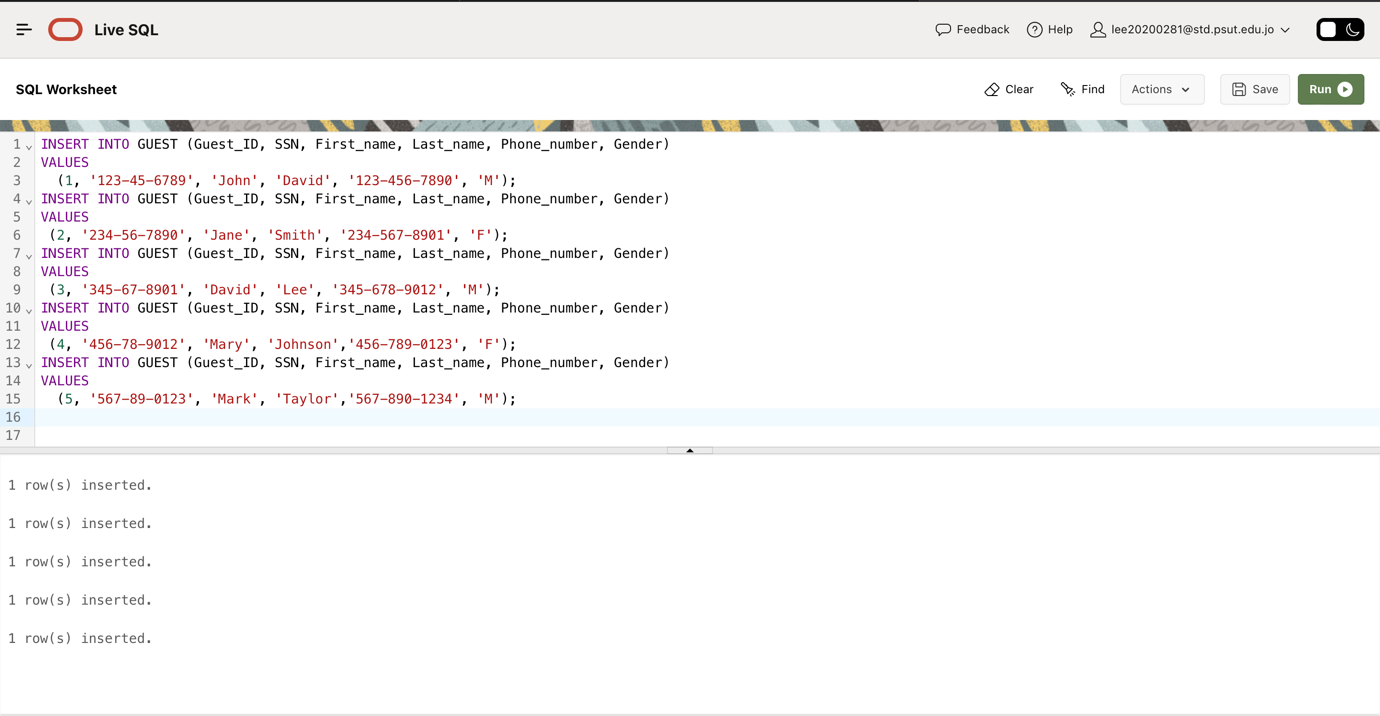 Live SQL Feedback Help lee20200281@std.psut.edu.jo
SQL Worksheet Clear Find Actions Save Run
1 INSERT INTO GUEST (Guest_ID, SSN, First_name, Last_name, Phone_number, Gender)
2 VALUES
3 (1, '123-45-6789', 'John', 'David', '123-456-7890', 'M');
4 INSERT INTO GUEST (Guest_ID, SSN, First_name, Last_name, Phone_number, Gender)
5 VALUES
6 (2, '234-56-7890', 'Jane', 'Smith', '234-567-8901', 'F');
7 INSERT INTO GUEST (Guest_ID, SSN, First_name, Last_name, Phone_number, Gender)
8 VALUES
9 (3, '345-67-8901', 'David', 'Lee', '345-678-9012', 'M');
10 INSERT INTO GUEST (Guest_ID, SSN, First_name, Last_name, Phone_number, Gender)
11 VALUES
12 (4, '456-78-9012', 'Mary', 'Johnson','456-789-0123', 'F');
13 INSERT INTO GUEST (Guest_ID, SSN, First_name, Last_name, Phone_number, Gender)
14 VALUES
15 (5, '567-89-0123', 'Mark', 'Taylor','567-890-1234', 'M');
16
17
1 row(s) inserted.
1 row(s) inserted.
1 row(s) inserted.
1 row(s) inserted.
1 row(s) inserted.